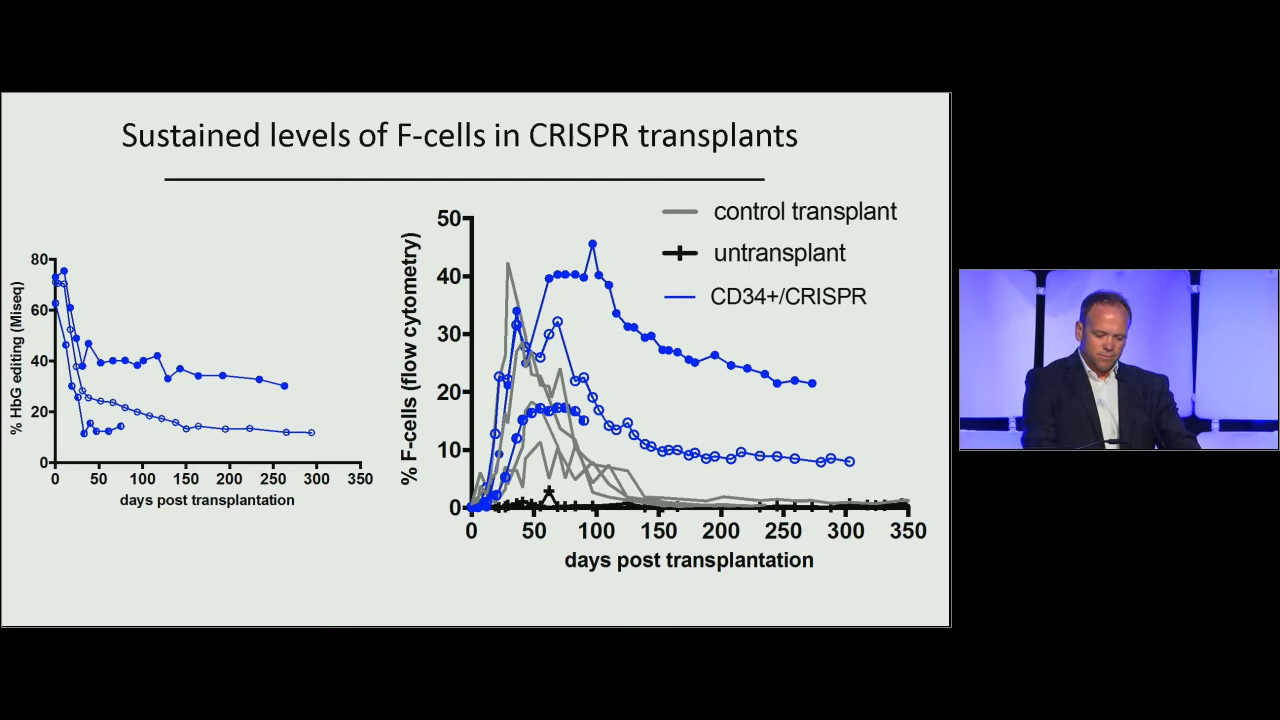 Sustained levels of F-cells in CRISPR transplants
% HbG editing (Miseq)
80
60
40
20
0
0 50 100 150 200 250 300 350
days post transplantation
% F-cells (flow cytometry)
50
40
30
20
10
0
0 50 100 150 200 250 300 350
days post transplantation
control transplant
untransplant
CD34+/CRISPR